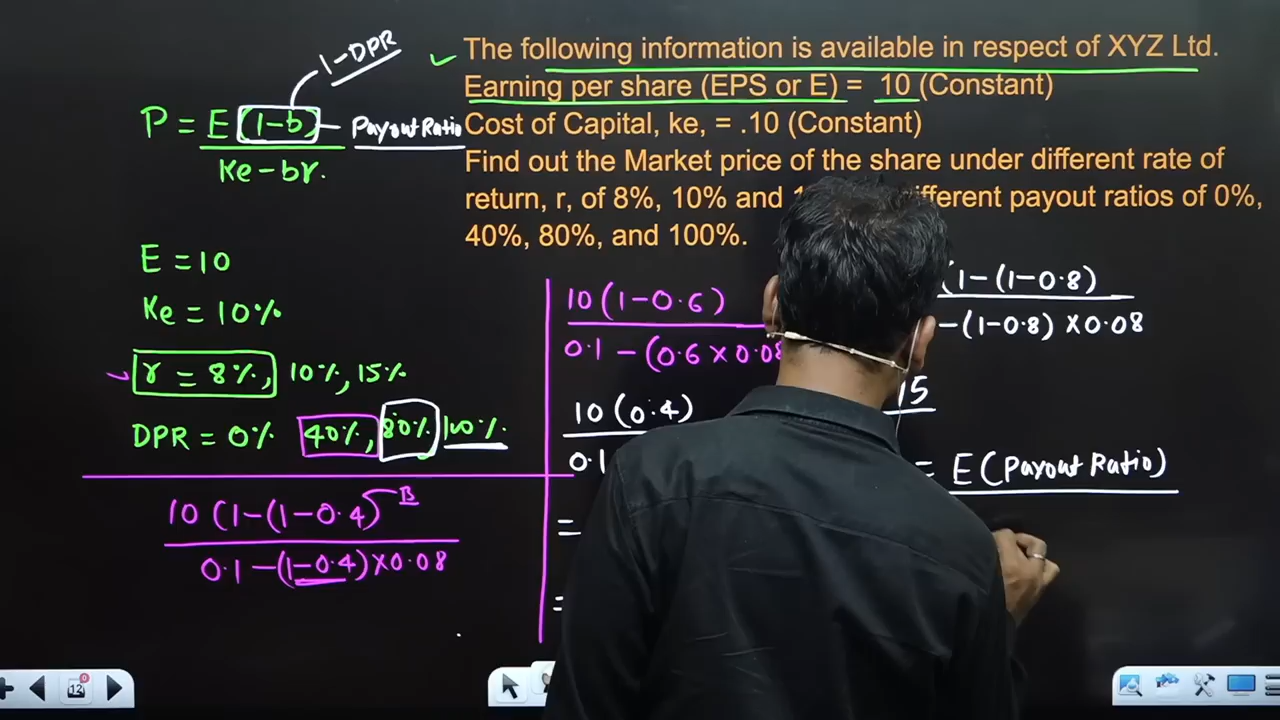 1-DPR
The following information is available in respect of XYZ Ltd.
Earning per share (EPS or E) = 10 (Constant)
P = E (1-b)
Payout Ratio
Ke-br.
Cost of Capital, ke, = .10 (Constant)
Find out the Market price of the share under different rate of
return, r, of 8%, 10% and payout ratios of 0%,
40%, 80%, and 100%.
E = 10
Ke = 10%
r = 8%, 10%, 15%
DPR = 0% 40%, 80% 100%
10 (1-(1-0.4) B
0.1 -(1-0.4)×0.08
10 (1-0.6)
0.1 - (0.6 × 0.08
10 (0.4)
0.1
=
=
(1-(1-0.8)
-(1-0.8) ×0.08
15
= E (Payout Ratio)
12